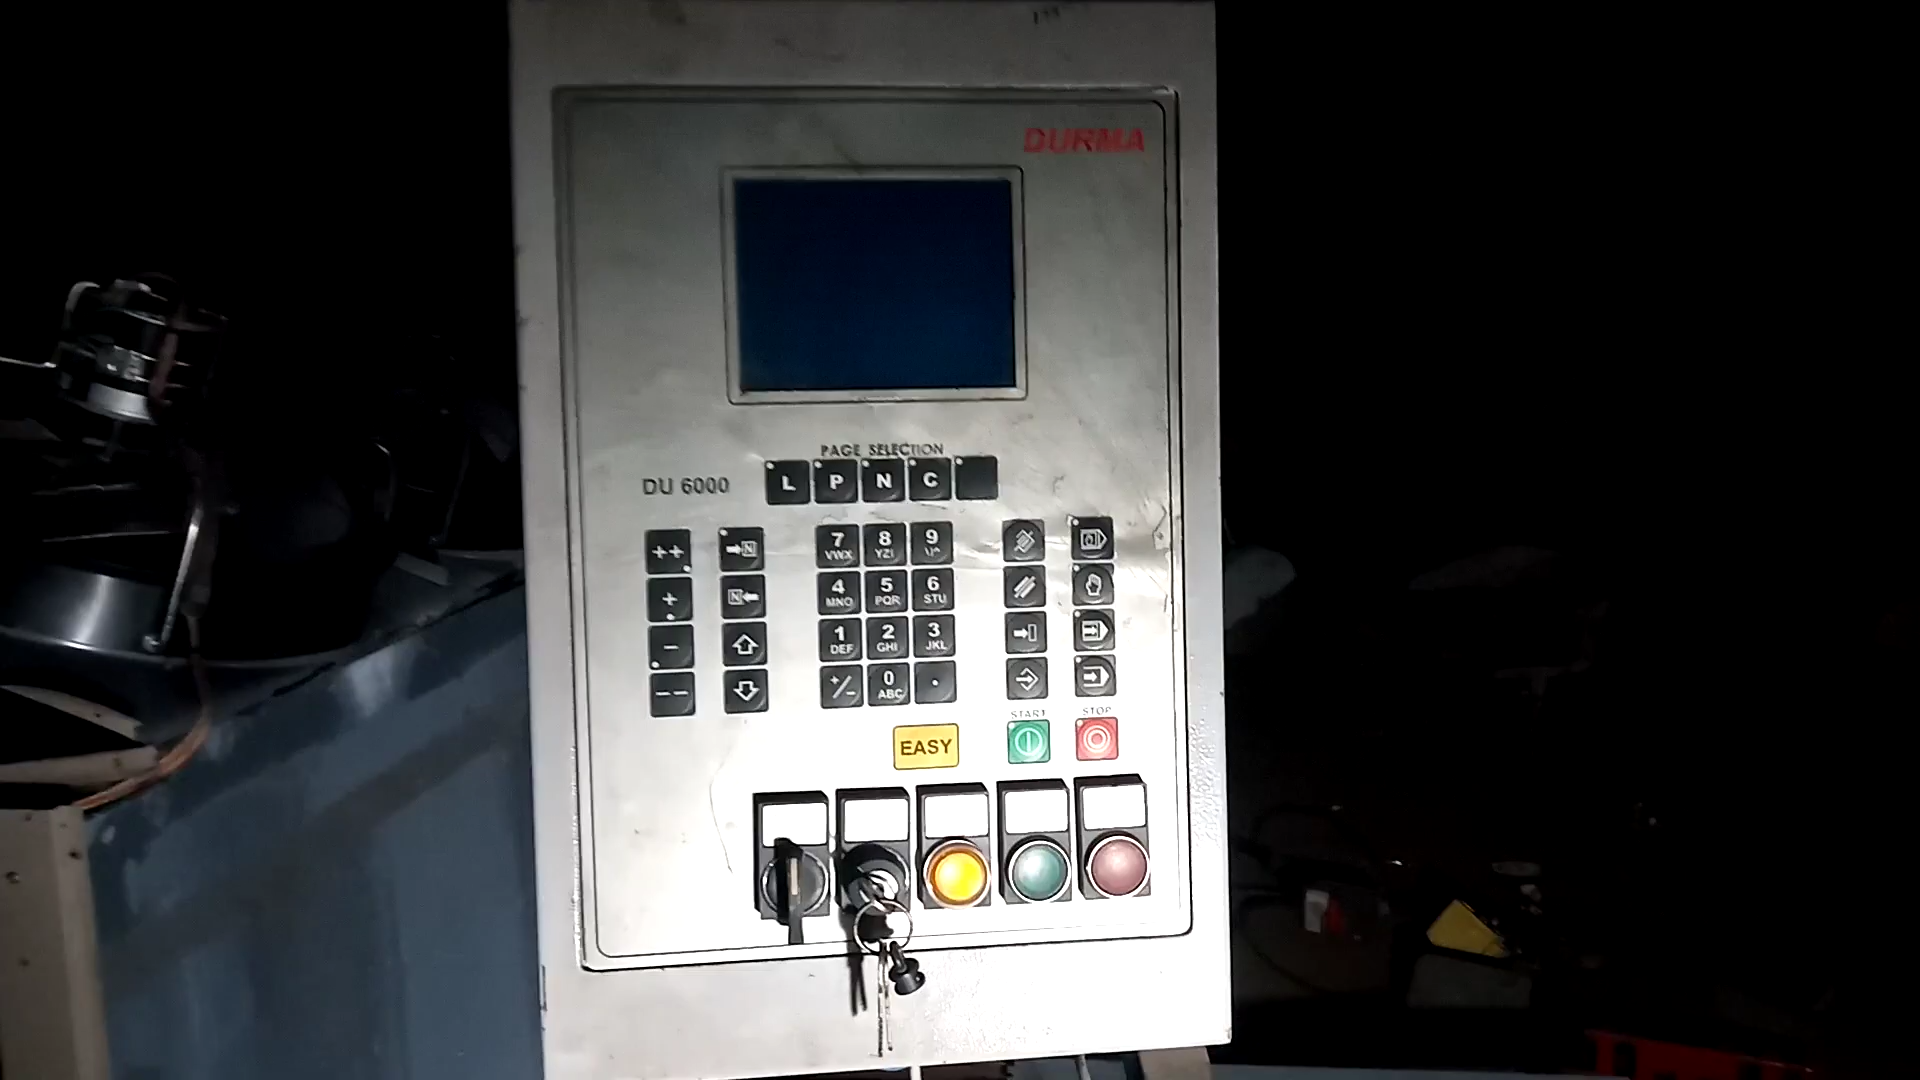 DURMA
PAGE SELECTION
DU 6000
L P N C
++
+
-
--
N
N
7 VWX
8 YZ!
9
4 MNO
5 PQR
6 STU
1 DEF
2 GHI
3 JKL
+/-
0 ABC
.
START
STOP
EASY